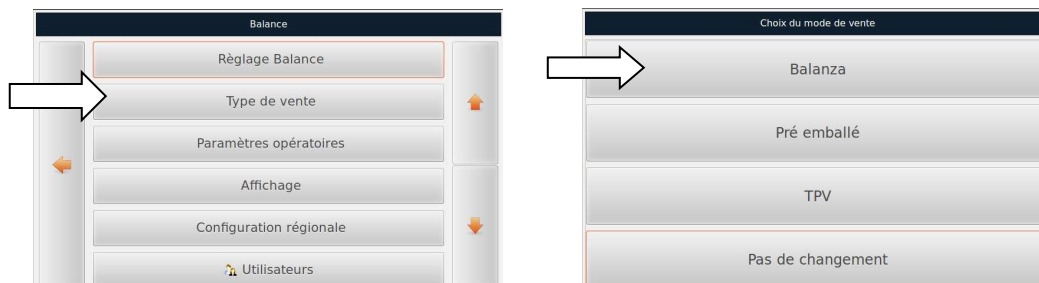 Balance
Règlage Balance
Type de vente
Paramètres opératoires
Affichage
Configuration régionale
Utilisateurs
Choix du mode de vente
Balanza
Pré emballé
TPV
Pas de changement